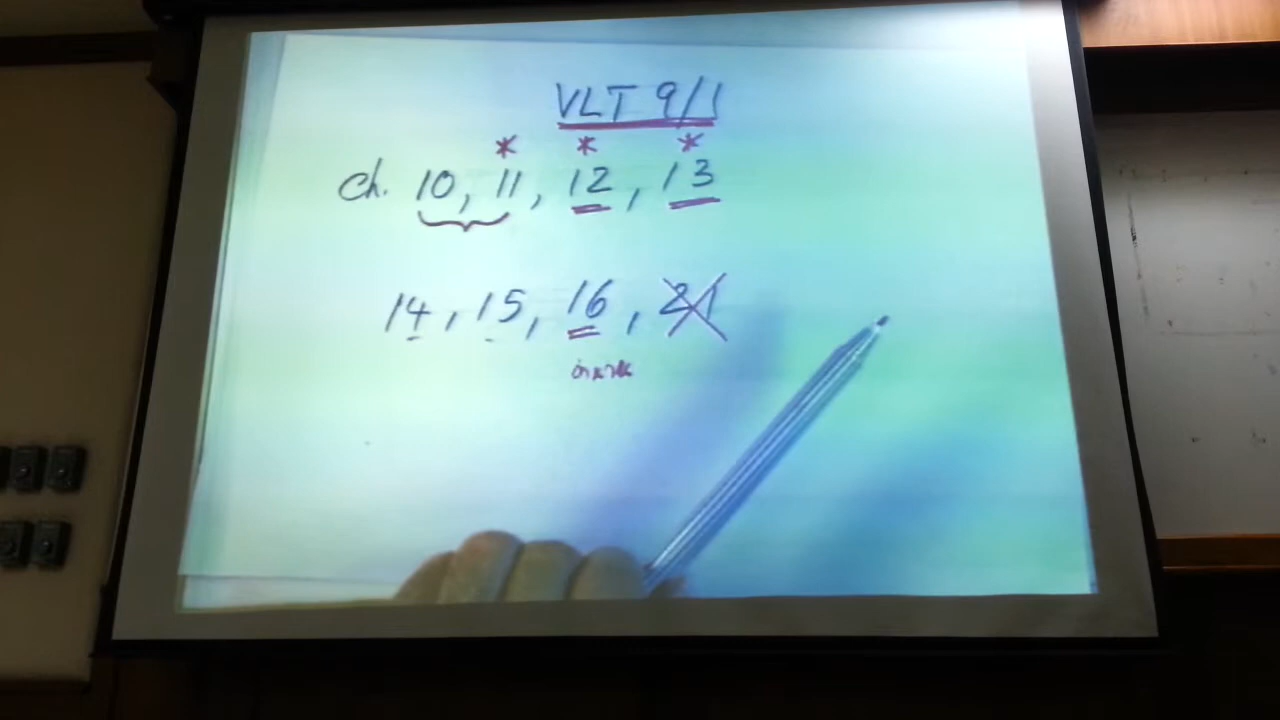 VLT 9/1
* * *
Ch. 10, 11, 12, 13
14, 15, 16, 21